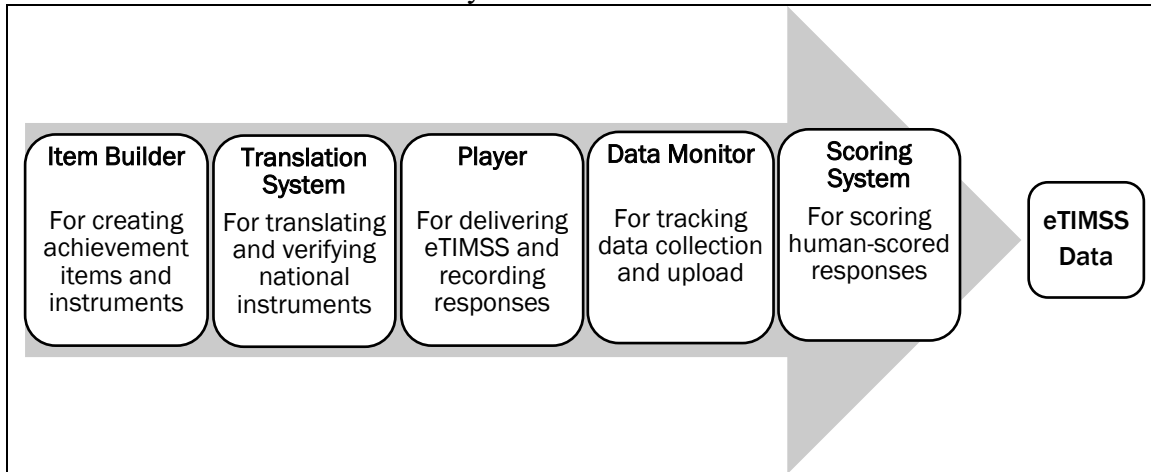 Item Builder
For creating
achievement
items and
instruments
Translation
System
For translating
and verifying
national
instruments
Player
For delivering
eTIMSS and
recording
responses
Data Monitor
For tracking
data collection
and upload
Scoring
System
For scoring
human-scored
responses
eTIMSS
Data